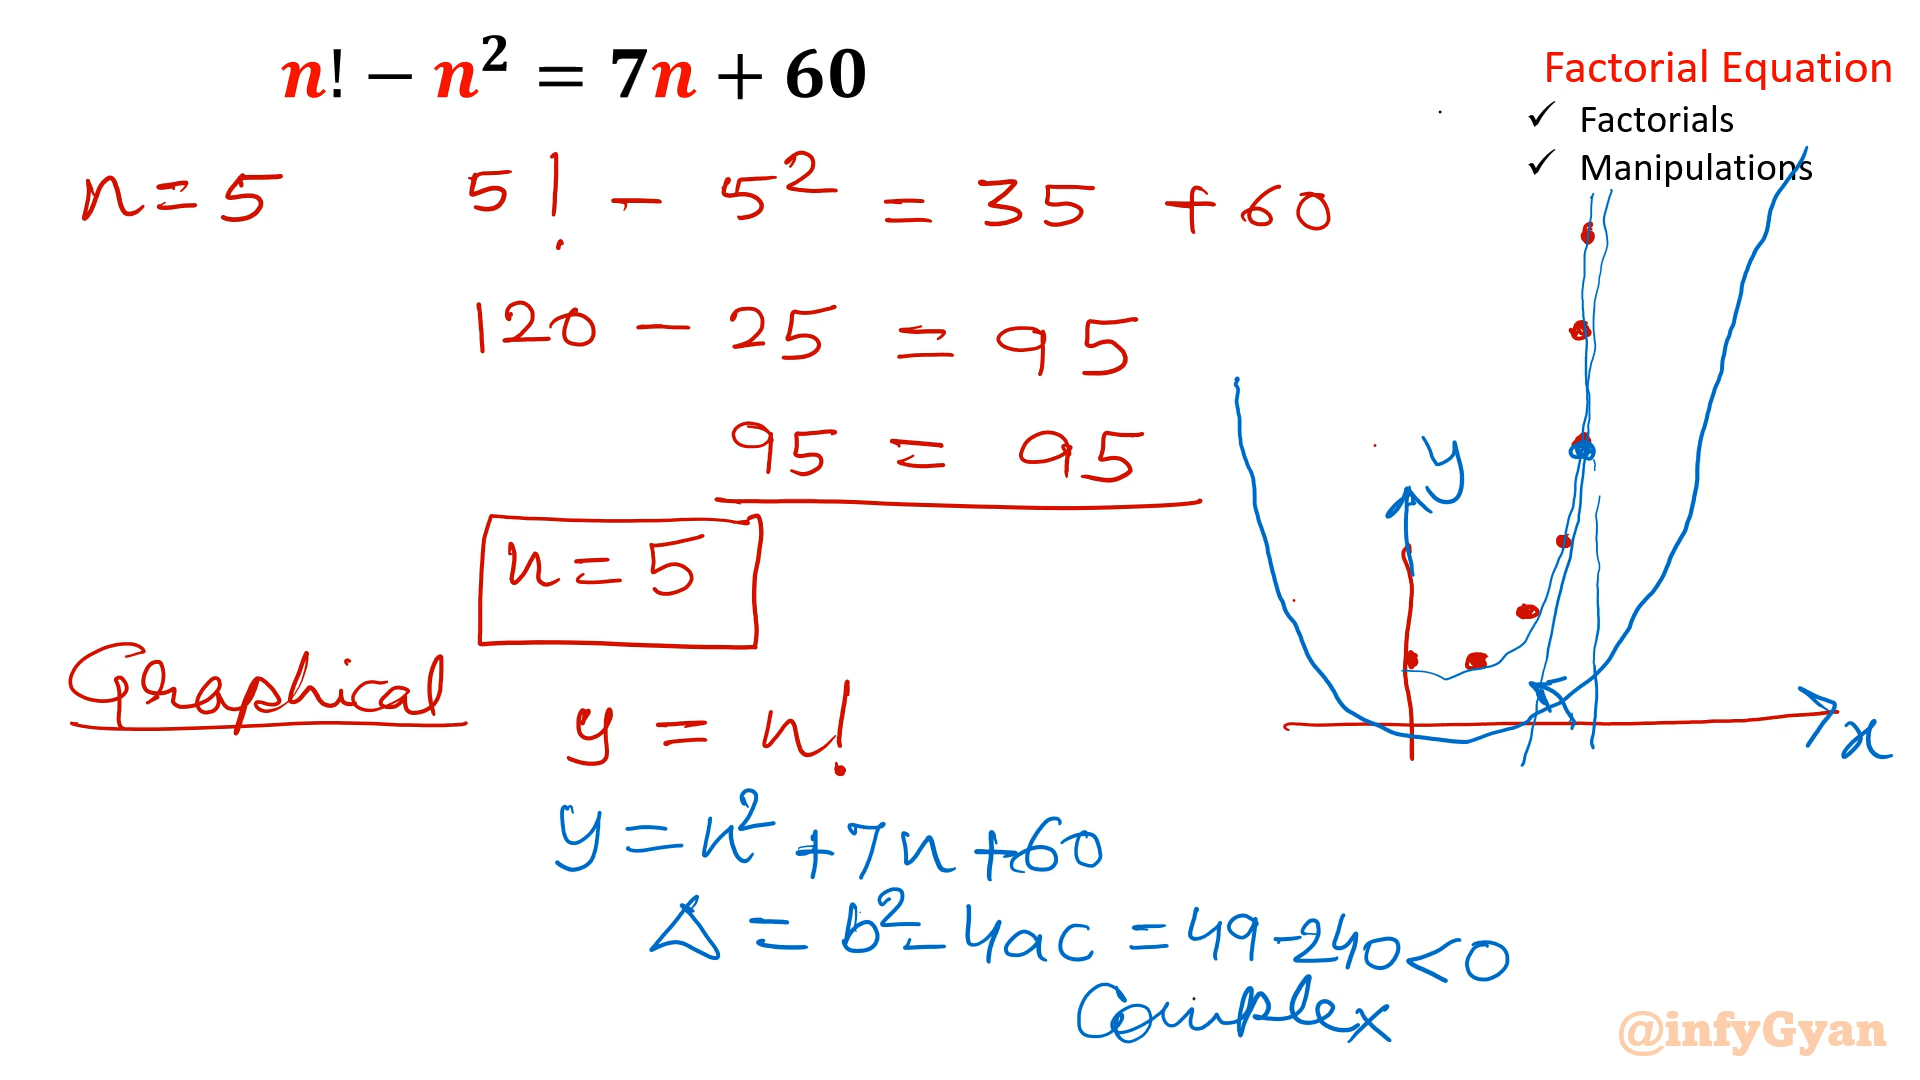 n! − n² = 7n + 60
Factorial Equation
✓ Factorials
✓ Manipulations
n = 5 5! − 5² = 35 + 60
120 − 25 = 95
95 = 95
n = 5
Graphical
y = n!
y = n² + 7n + 60
Δ = b² − 4ac = 49 − 240 < 0
Complex
y
x
@infyGyan